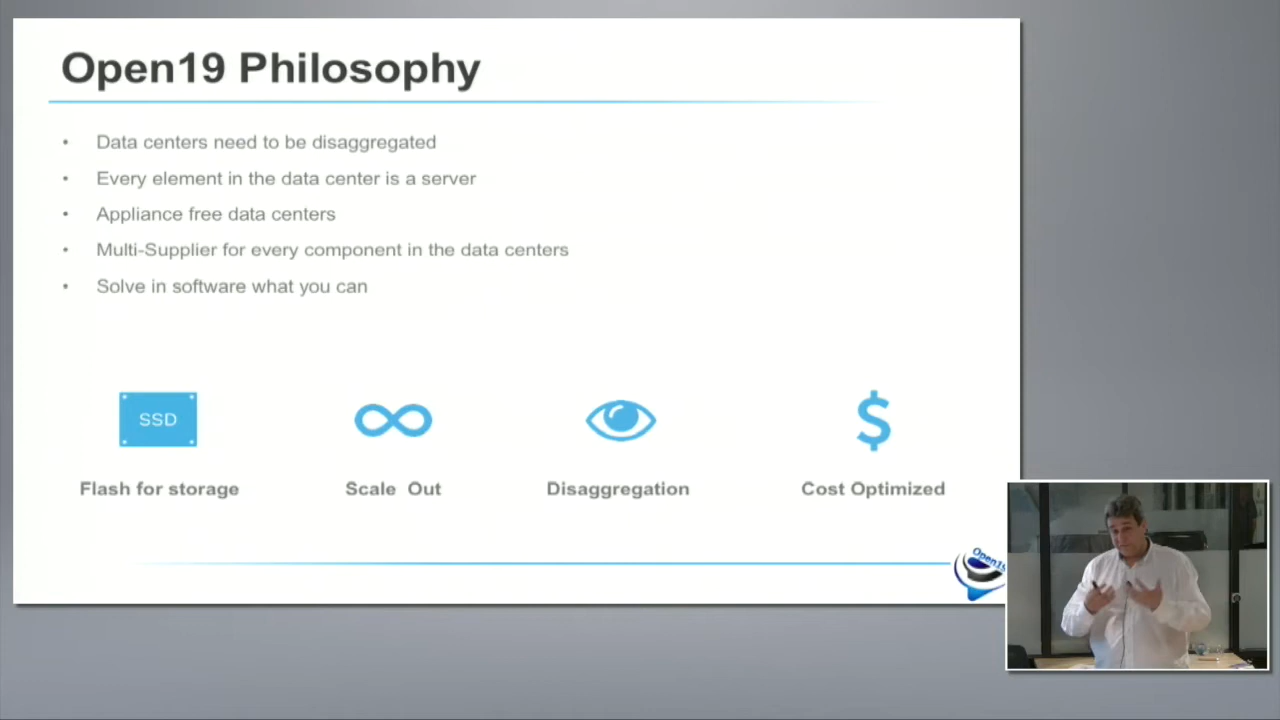 Open19 Philosophy
• Data centers need to be disaggregated
• Every element in the data center is a server
• Appliance free data centers
• Multi-Supplier for every component in the data centers
• Solve in software what you can
SSD
∞
$
Flash for storage
Scale Out
Disaggregation
Cost Optimized
Open19